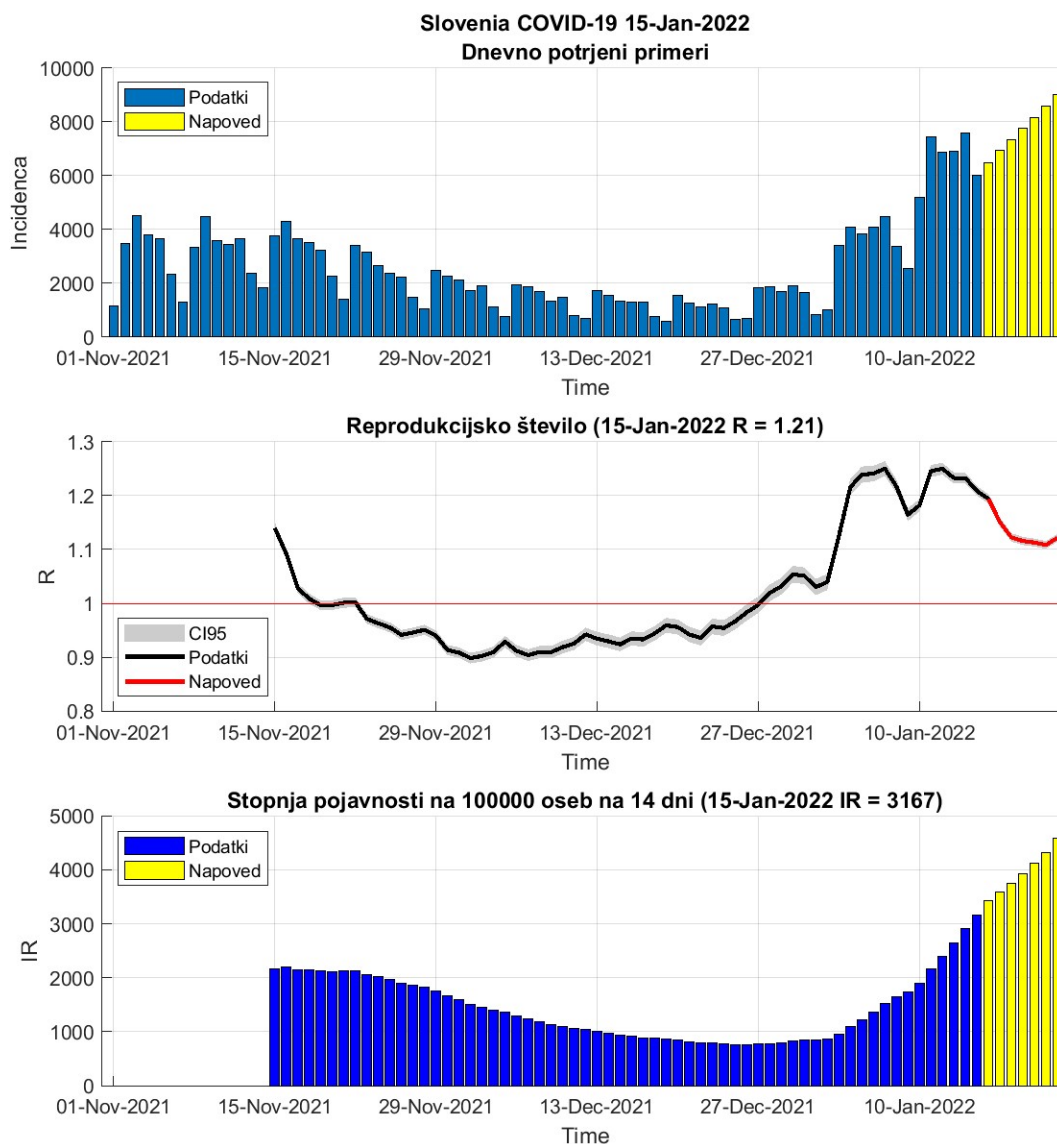 Slovenia COVID-19 15-Jan-2022
Dnevno potrjeni primeri
10000
8000
6000
4000
2000
0
Incidenca
Podatki
Napoved
01-Nov-2021 15-Nov-2021 29-Nov-2021 13-Dec-2021 27-Dec-2021 10-Jan-2022
Time
Reprodukcijsko število (15-Jan-2022 R = 1.21)
1.3
1.2
1.1
1
0.9
0.8
R
CI95
Podatki
Napoved
01-Nov-2021 15-Nov-2021 29-Nov-2021 13-Dec-2021 27-Dec-2021 10-Jan-2022
Time
Stopnja pojavnosti na 100000 oseb na 14 dni (15-Jan-2022 IR = 3167)
5000
4000
3000
2000
1000
0
IR
Podatki
Napoved
01-Nov-2021 15-Nov-2021 29-Nov-2021 13-Dec-2021 27-Dec-2021 10-Jan-2022
Time